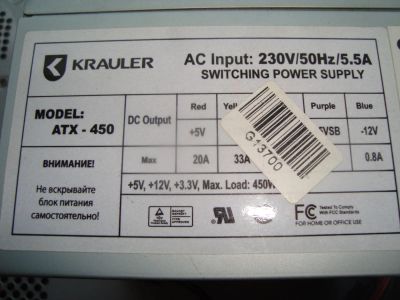 KRAULER
AC Input: 230V/50Hz/5.5A
SWITCHING POWER SUPPLY
MODEL:
ATX - 450
DC Output
Red
Purple
Blue
+5V
-12V
Max
20A
33A
0.8A
G13700
+5V, +12V, +3.3V, Max. Load:
ВНИМАНИЕ!
Не вскрывайте
блок питания
самостоятельно!
FC
Tested To Comply
With FCC Standards
FOR HOME OR OFFICE USE